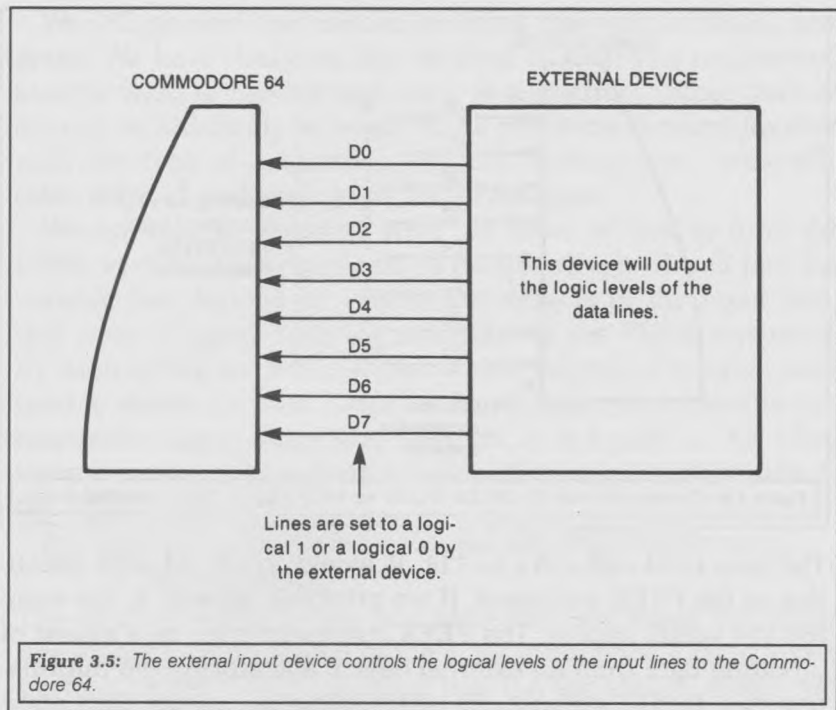 COMMODORE 64
EXTERNAL DEVICE
D0
D1
D2
D3
D4
D5
D6
D7
This device will output
the logic levels of the
data lines.
Lines are set to a logi-
cal 1 or a logical 0 by
the external device.
Figure 3.5: The external input device controls the logical levels of the input lines to the Commo-
dore 64.